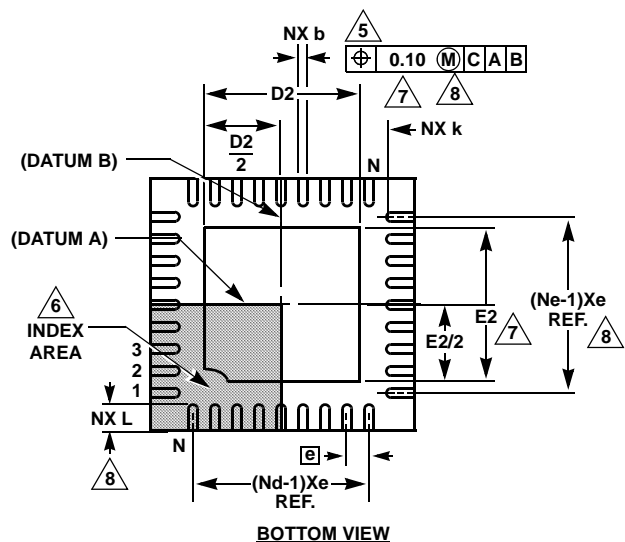 NX b
5
⌖ 0.10 Ⓜ C A B
7 8
D2
D2
2
NX k
(DATUM B)
N
(DATUM A)
6
INDEX
AREA
3
2
1
NX L
8
N
E2/2
E2
7
(Ne-1)Xe
REF.
8
e
(Nd-1)Xe
REF.
BOTTOM VIEW